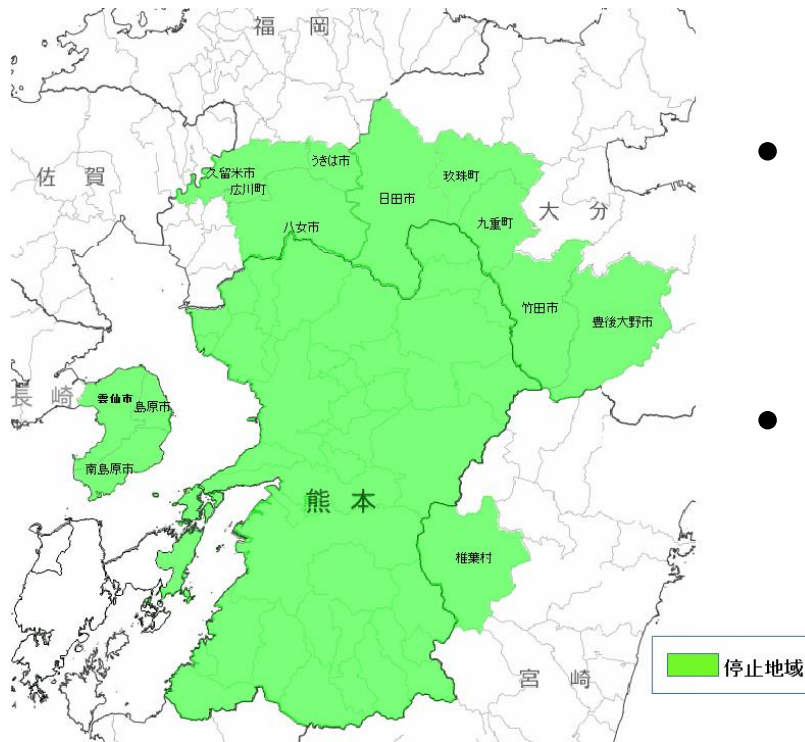 福 岡
うきは市
久留米市
広川町
八女市
日田市
玖珠町
九重町
佐 賀
大 分
竹田市
豊後大野市
長 崎
雲仙市
島原市
南島原市
熊 本
椎葉村
宮 崎
停止地域